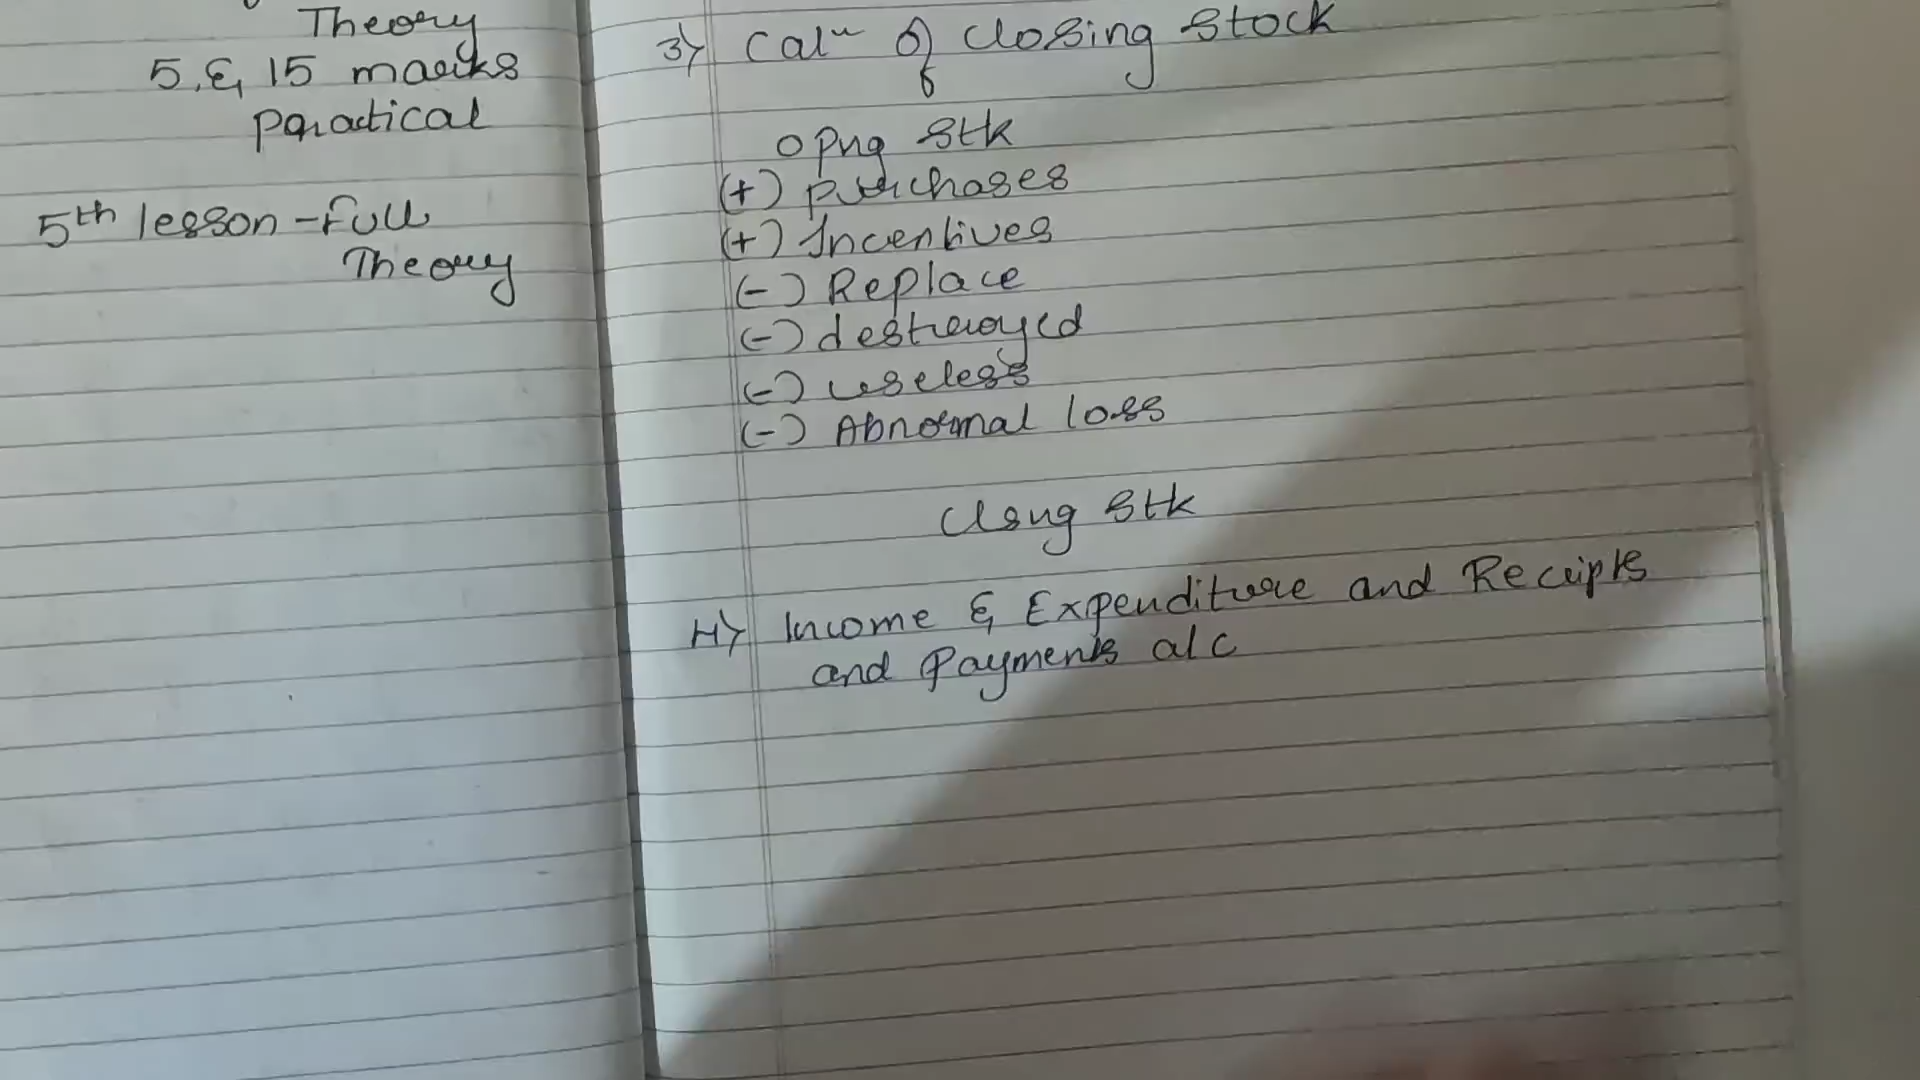 Theory
5 & 15 marks
Practical
5th lesson - Full
Theory
3) Caln of closing stock
Opng Stk
(+) purchases
(+) Incentives
(-) Replace
(-) destroyed
(-) useless
(-) Abnormal loss
Clsng Stk
4) Income & Expenditure and Receipts
and Payments a/c